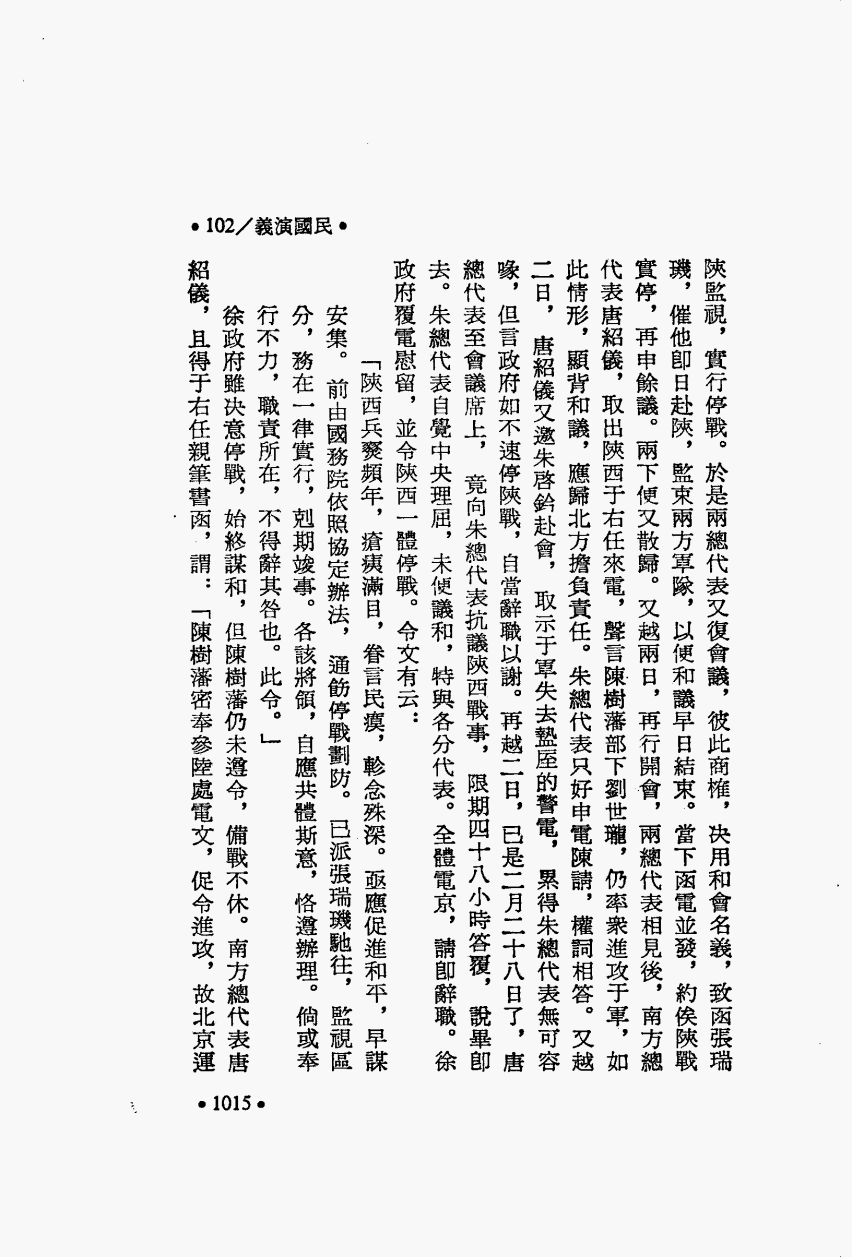 •102／義演國民•
陝監視，實行停戰。於是兩總代表又復會議，彼此商榷，决用和會名義，致函張瑞
璣，催他卽日赴陝，監束兩方軍隊，以便和議早日結束。當下函電並發，約俟陝戰
實停，再申餘議。兩下便又散歸。又越兩日，再行開會，兩總代表相見後，南方總
代表唐紹儀，取出陝西于右任來電，聲言陳樹藩部下劉世瓏，仍率衆進攻于軍，如
此情形，顯背和議，應歸北方擔負責任。朱總代表只好申電陳請，權詞相答。又越
二日，唐紹儀又邀朱啓鈐赴會，取示于軍失去盩厔的警電，累得朱總代表無可容
喙，但言政府如不速停陝戰，自當辭職以謝。再越二日，已是二月二十八日了，唐
總代表至會議席上，竟向朱總代表抗議陝西戰事，限期四十八小時答覆，說畢卽
去。朱總代表自覺中央理屈，未便議和，特與各分代表。全體電京，請卽辭職。徐
政府覆電慰留，並令陝西一體停戰。令文有云：
「陝西兵燹頻年，瘡痍滿目，眷言民瘼，軫念殊深。亟應促進和平，早謀
安集。前由國務院依照協定辦法，通飭停戰劃防。已派張瑞璣馳往，監視區
分，務在一律實行，剋期竣事。各該將領，自應共體斯意，恪遵辦理。倘或奉
行不力，職責所在，不得辭其咎也。此令。」
徐政府雖決意停戰，始終謀和，但陳樹藩仍未遵令，備戰不休。南方總代表唐
紹儀，且得于右任親筆書函，謂：「陳樹藩密奉參陸處電文，促令進攻，故北京運
•1015•